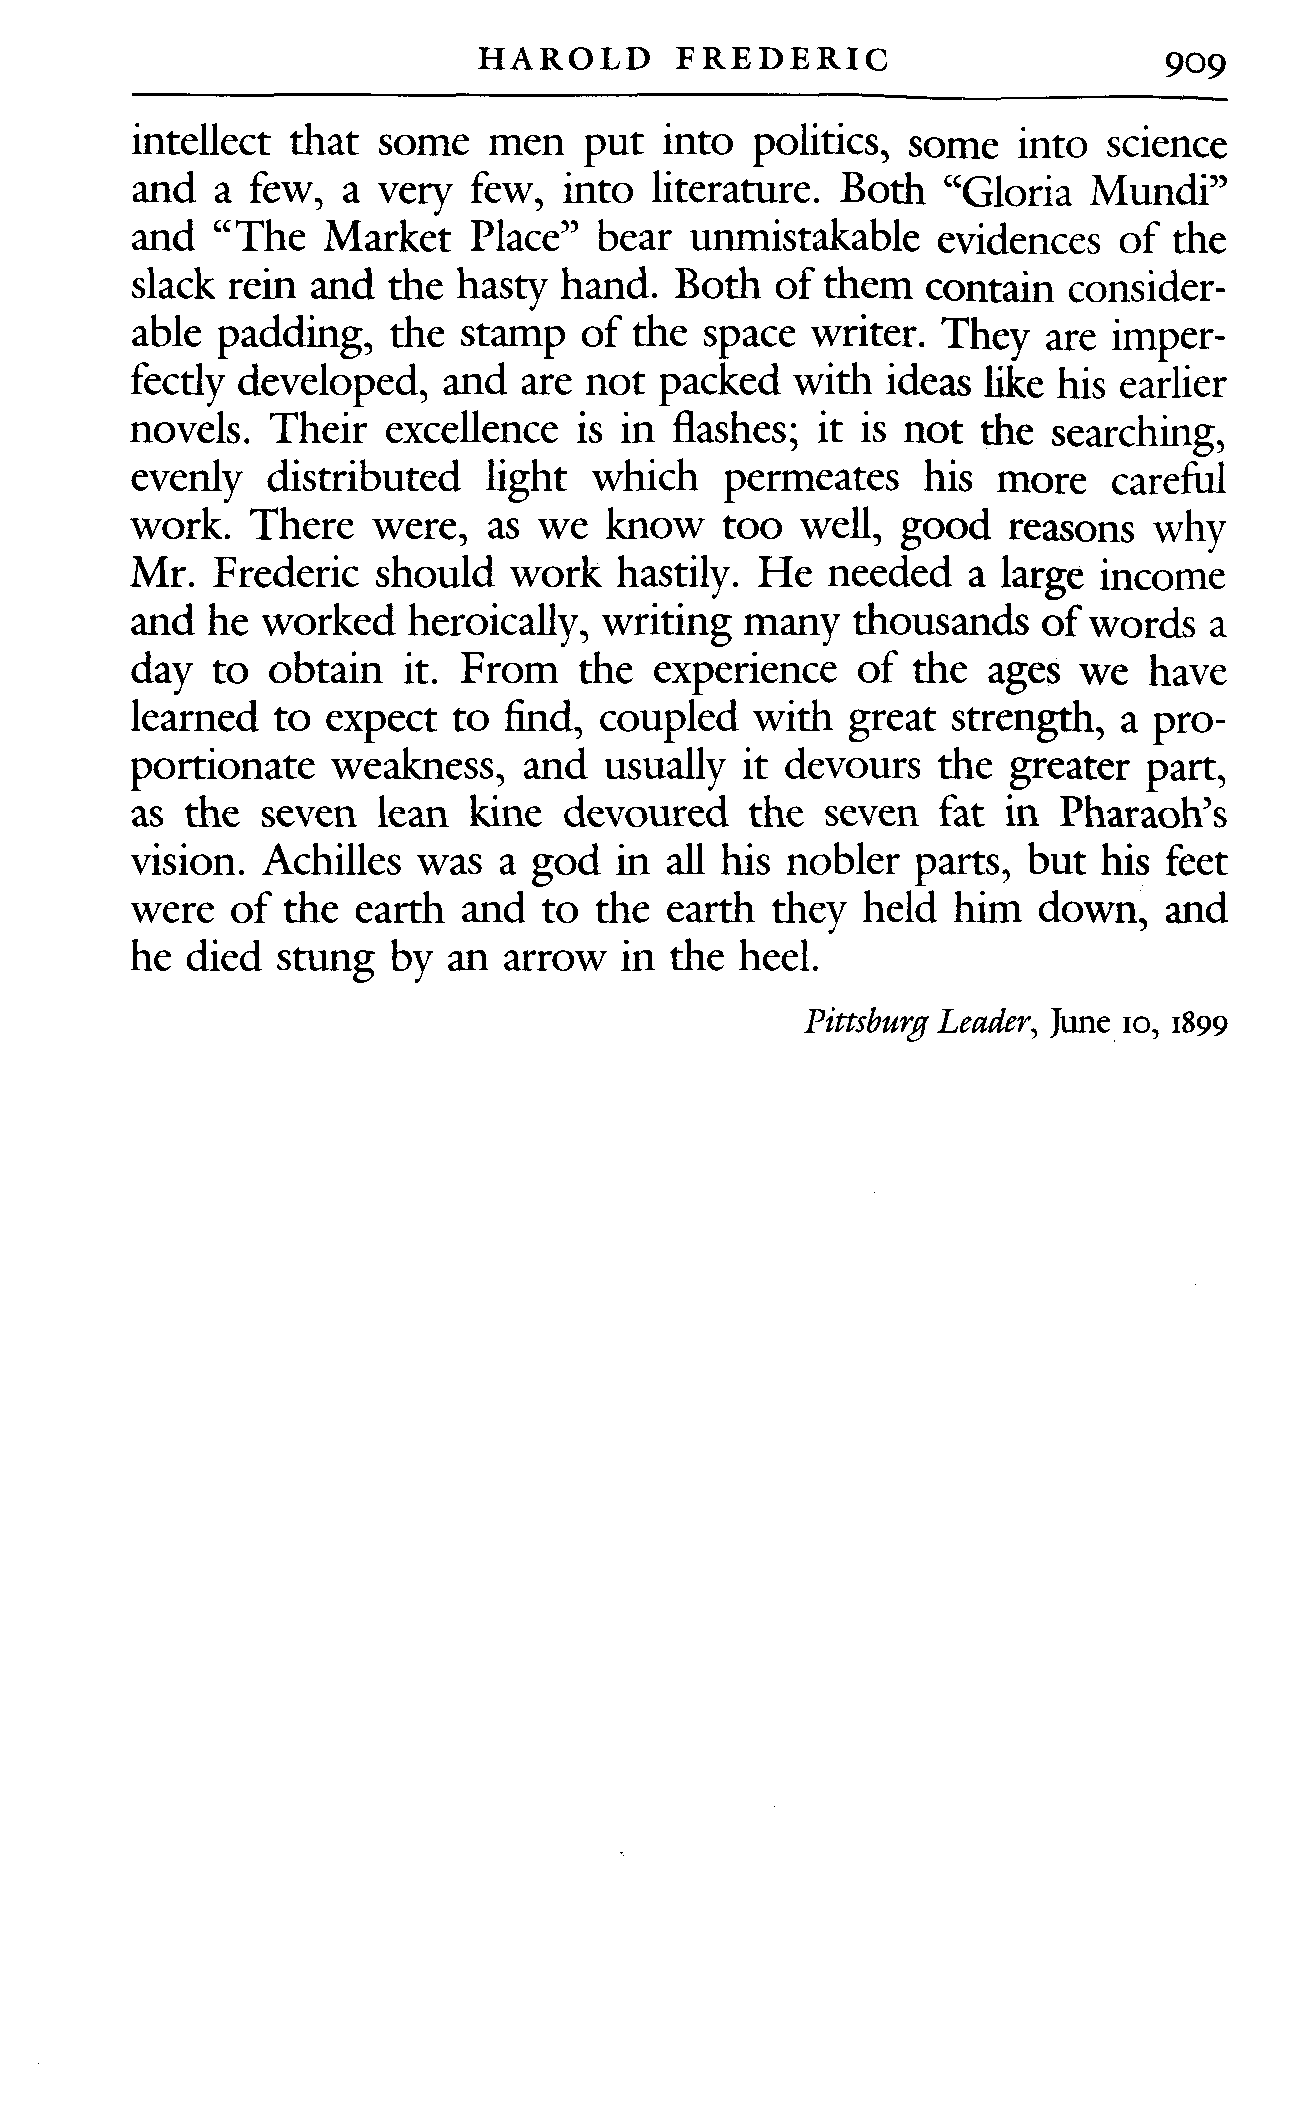 HAROLD FREDERIC 909
intellect that some men put into politics, some into science
and a few, a very few, into literature. Both “Gloria Mundi”
and “The Market Place” bear unmistakable evidences of the
slack rein and the hasty hand. Both of them contain consider-
able padding, the stamp of the space writer. They are imper-
fectly developed, and are not packed with ideas like his earlier
novels. Their excellence is in flashes; it is not the searching,
evenly distributed light which permeates his more careful
work. There were, as we know too well, good reasons why
Mr. Frederic should work hastily. He needed a large income
and he worked heroically, writing many thousands of words a
day to obtain it. From the experience of the ages we have
learned to expect to find, coupled with great strength, a pro-
portionate weakness, and usually it devours the greater part,
as the seven lean kine devoured the seven fat in Pharaoh’s
vision. Achilles was a god in all his nobler parts, but his feet
were of the earth and to the earth they held him down, and
he died stung by an arrow in the heel.
Pittsburg Leader, June 10, 1899